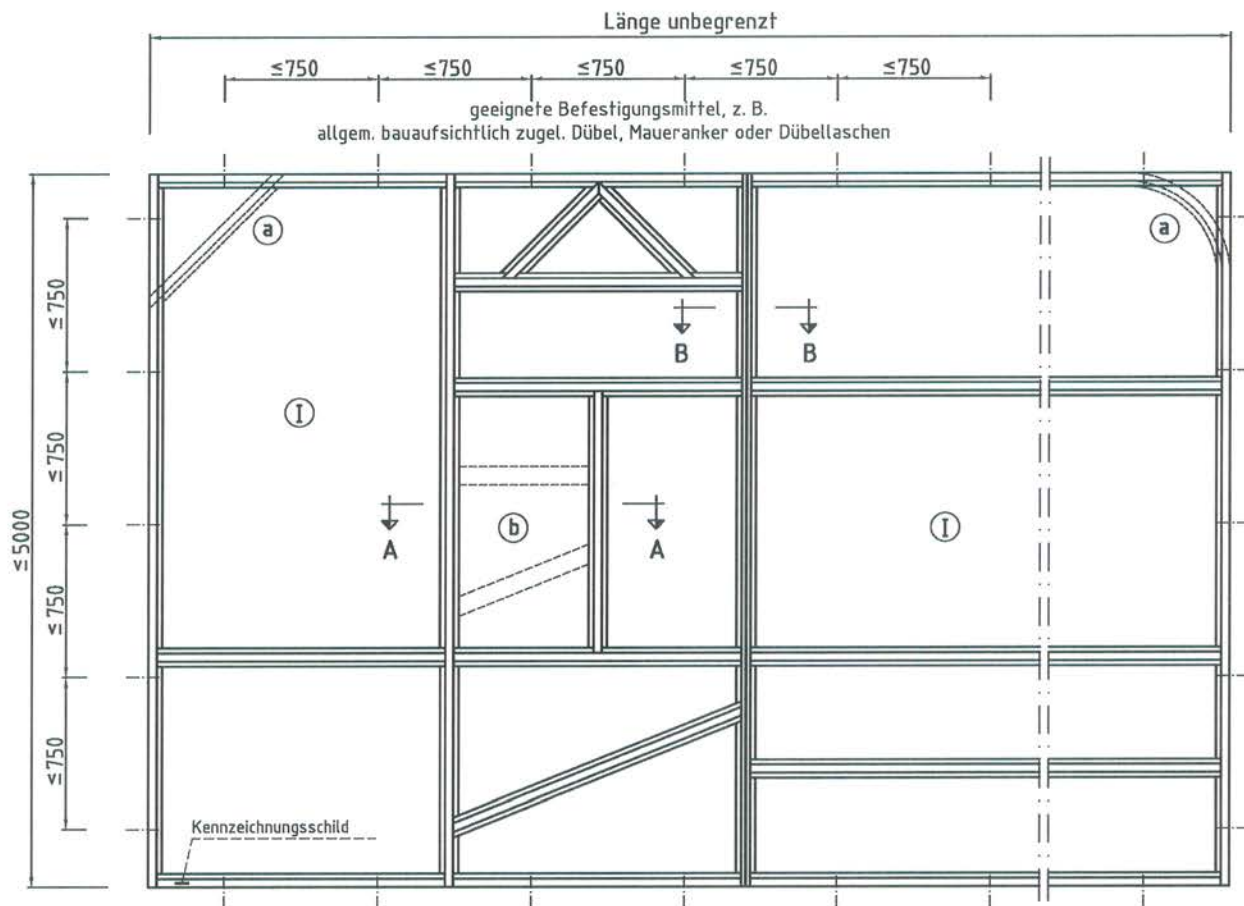 Länge unbegrenzt
≤750 ≤750 ≤750 ≤750 ≤750
geeignete Befestigungsmittel, z. B.
allgem. bauaufsichtlich zugel. Dübel, Maueranker oder Dübellaschen
a a
≤750
B B
I
≤750
≤5000
A b A I
≤750
≤750
Kennzeichnungsschild